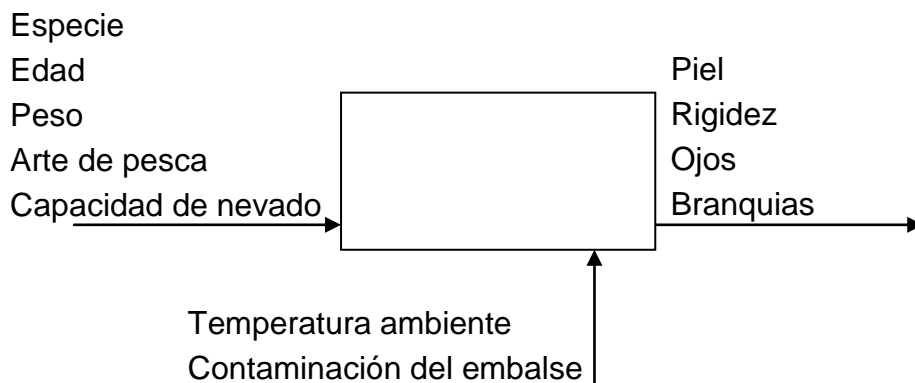 Especie
Edad
Peso
Arte de pesca
Capacidad de nevado
Piel
Rigidez
Ojos
Branquias
Temperatura ambiente
Contaminación del embalse